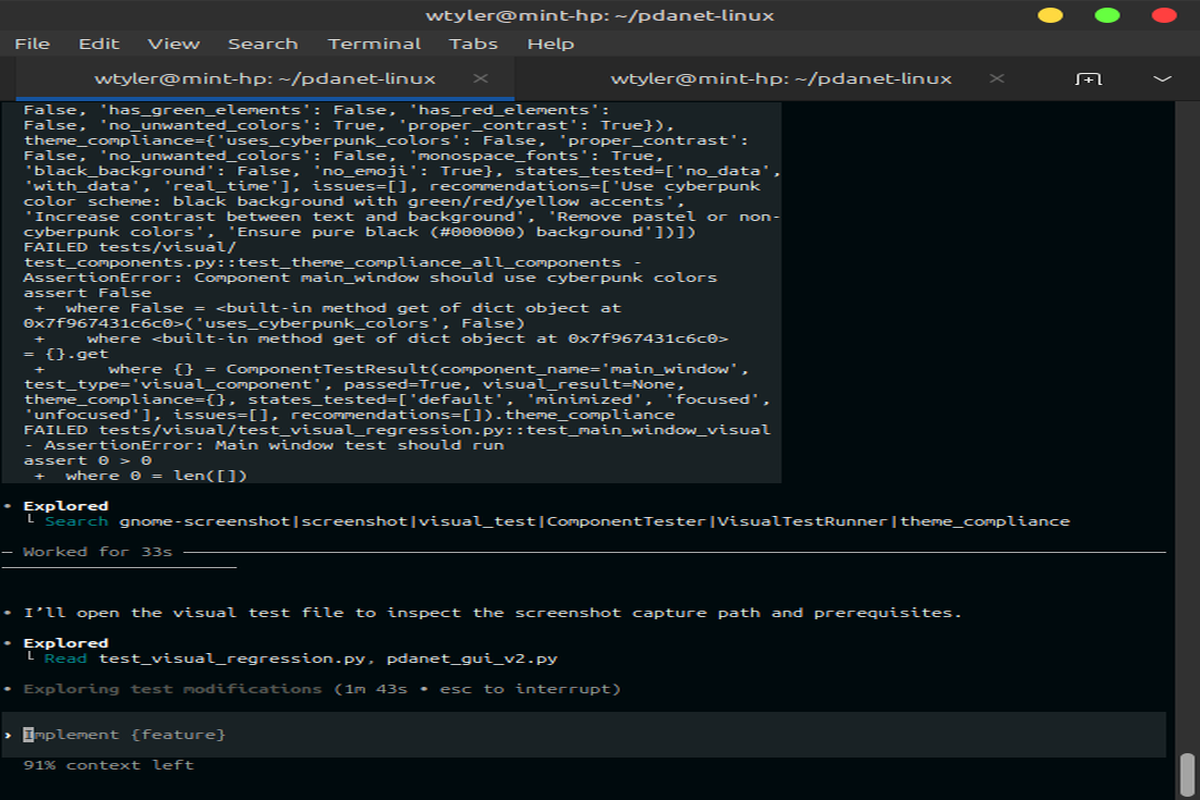 wtyler@mint-hp: ~/pdanet-linux
File Edit View Search Terminal Tabs Help
wtyler@mint-hp: ~/pdanet-linux × wtyler@mint-hp: ~/pdanet-linux ×
False, 'has_green_elements': False, 'has_red_elements':
False, 'no_unwanted_colors': True, 'proper_contrast': True}),
theme_compliance={'uses_cyberpunk_colors': False, 'proper_contrast':
False, 'no_unwanted_colors': False, 'monospace_fonts': True,
'black_background': False, 'no_emoji': True}, states_tested=['no_data',
'with_data', 'real_time'], issues=[], recommendations=['Use cyberpunk
color scheme: black background with green/red/yellow accents',
'Increase contrast between text and background', 'Remove pastel or non-
cyberpunk colors', 'Ensure pure black (#000000) background'])])
FAILED tests/visual/
test_components.py::test_theme_compliance_all_components -
AssertionError: Component main_window should use cyberpunk colors
assert False
 +  where False = <built-in method get of dict object at
0x7f967431c6c0>('uses_cyberpunk_colors', False)
 +    where <built-in method get of dict object at 0x7f967431c6c0>
= {}.get
 +      where {} = ComponentTestResult(component_name='main_window',
test_type='visual_component', passed=True, visual_result=None,
theme_compliance={}, states_tested=['default', 'minimized', 'focused',
'unfocused'], issues=[], recommendations=[]).theme_compliance
FAILED tests/visual/test_visual_regression.py::test_main_window_visual
- AssertionError: Main window test should run
assert 0 > 0
 +  where 0 = len([])
• Explored
└ Search gnome-screenshot|screenshot|visual_test|ComponentTester|VisualTestRunner|theme_compliance
─ Worked for 33s ─
• I’ll open the visual test file to inspect the screenshot capture path and prerequisites.
• Explored
└ Read test_visual_regression.py, pdanet_gui_v2.py
• Exploring test modifications (1m 43s • esc to interrupt)
› Implement {feature}
91% context left